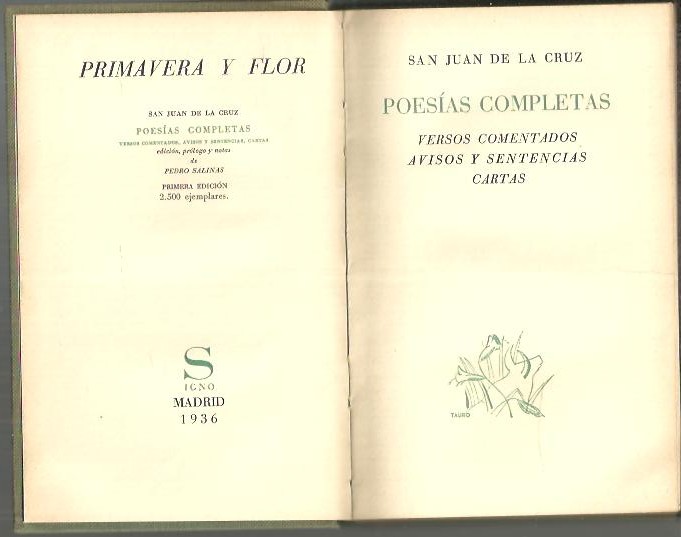 PRIMAVERA Y FLOR
SAN JUAN DE LA CRUZ
POESÍAS COMPLETAS
VERSOS COMENTADOS, AVISOS Y SENTENCIAS, CARTAS
edición, prólogo y notas
de
PEDRO SALINAS
PRIMERA EDICIÓN
2.500 ejemplares.
S
IGNO
MADRID
1936
SAN JUAN DE LA CRUZ
POESÍAS COMPLETAS
VERSOS COMENTADOS
AVISOS Y SENTENCIAS
CARTAS
TAURO